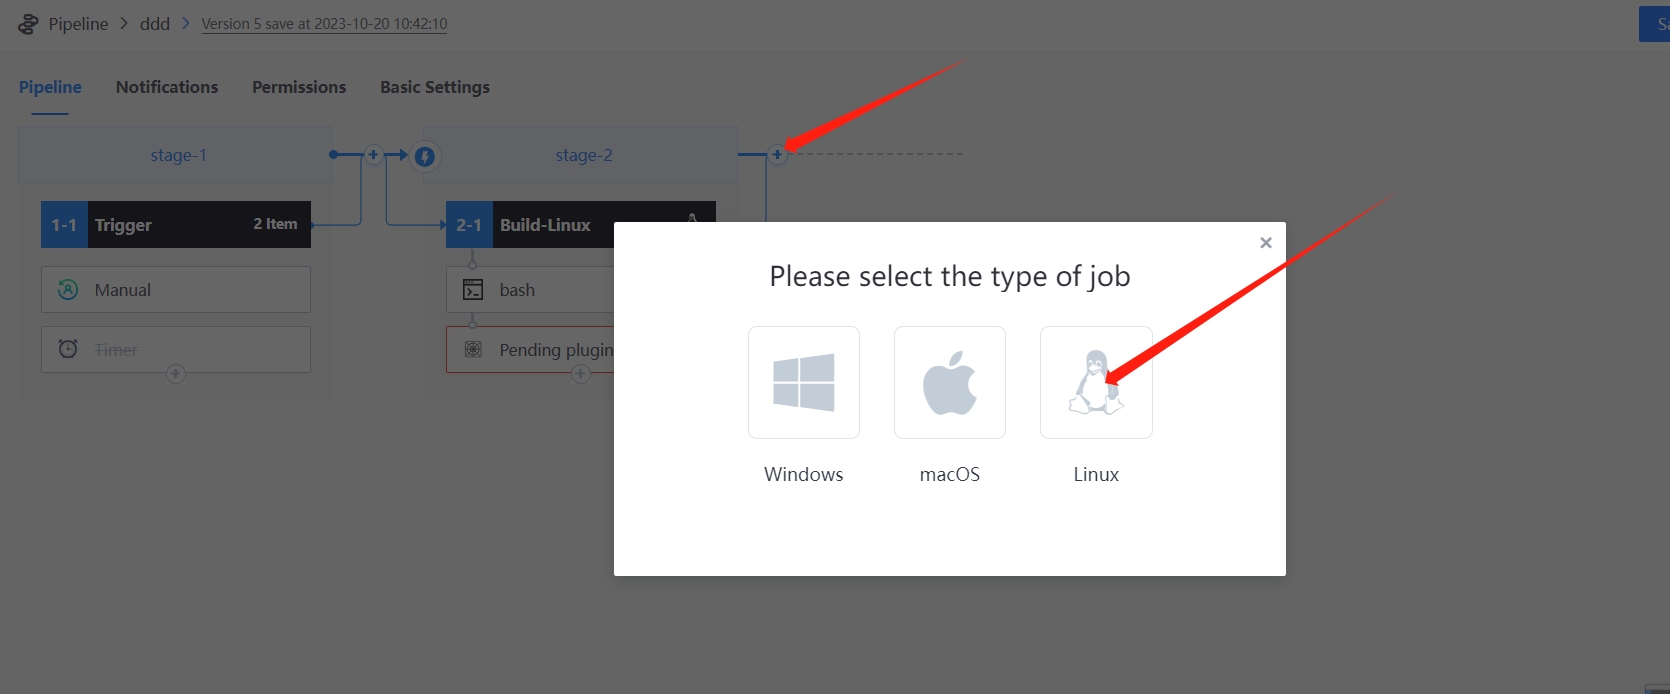 Pipeline ddd Version 5 save at 2023-10-20 10:42:10
Pipeline Notifications Permissions Basic Settings
stage-1 stage-2
1-1 Trigger 2 Item 2-1 Build-Linux
Manual bash
Timer Pending plugin
Please select the type of job
Windows macOS Linux